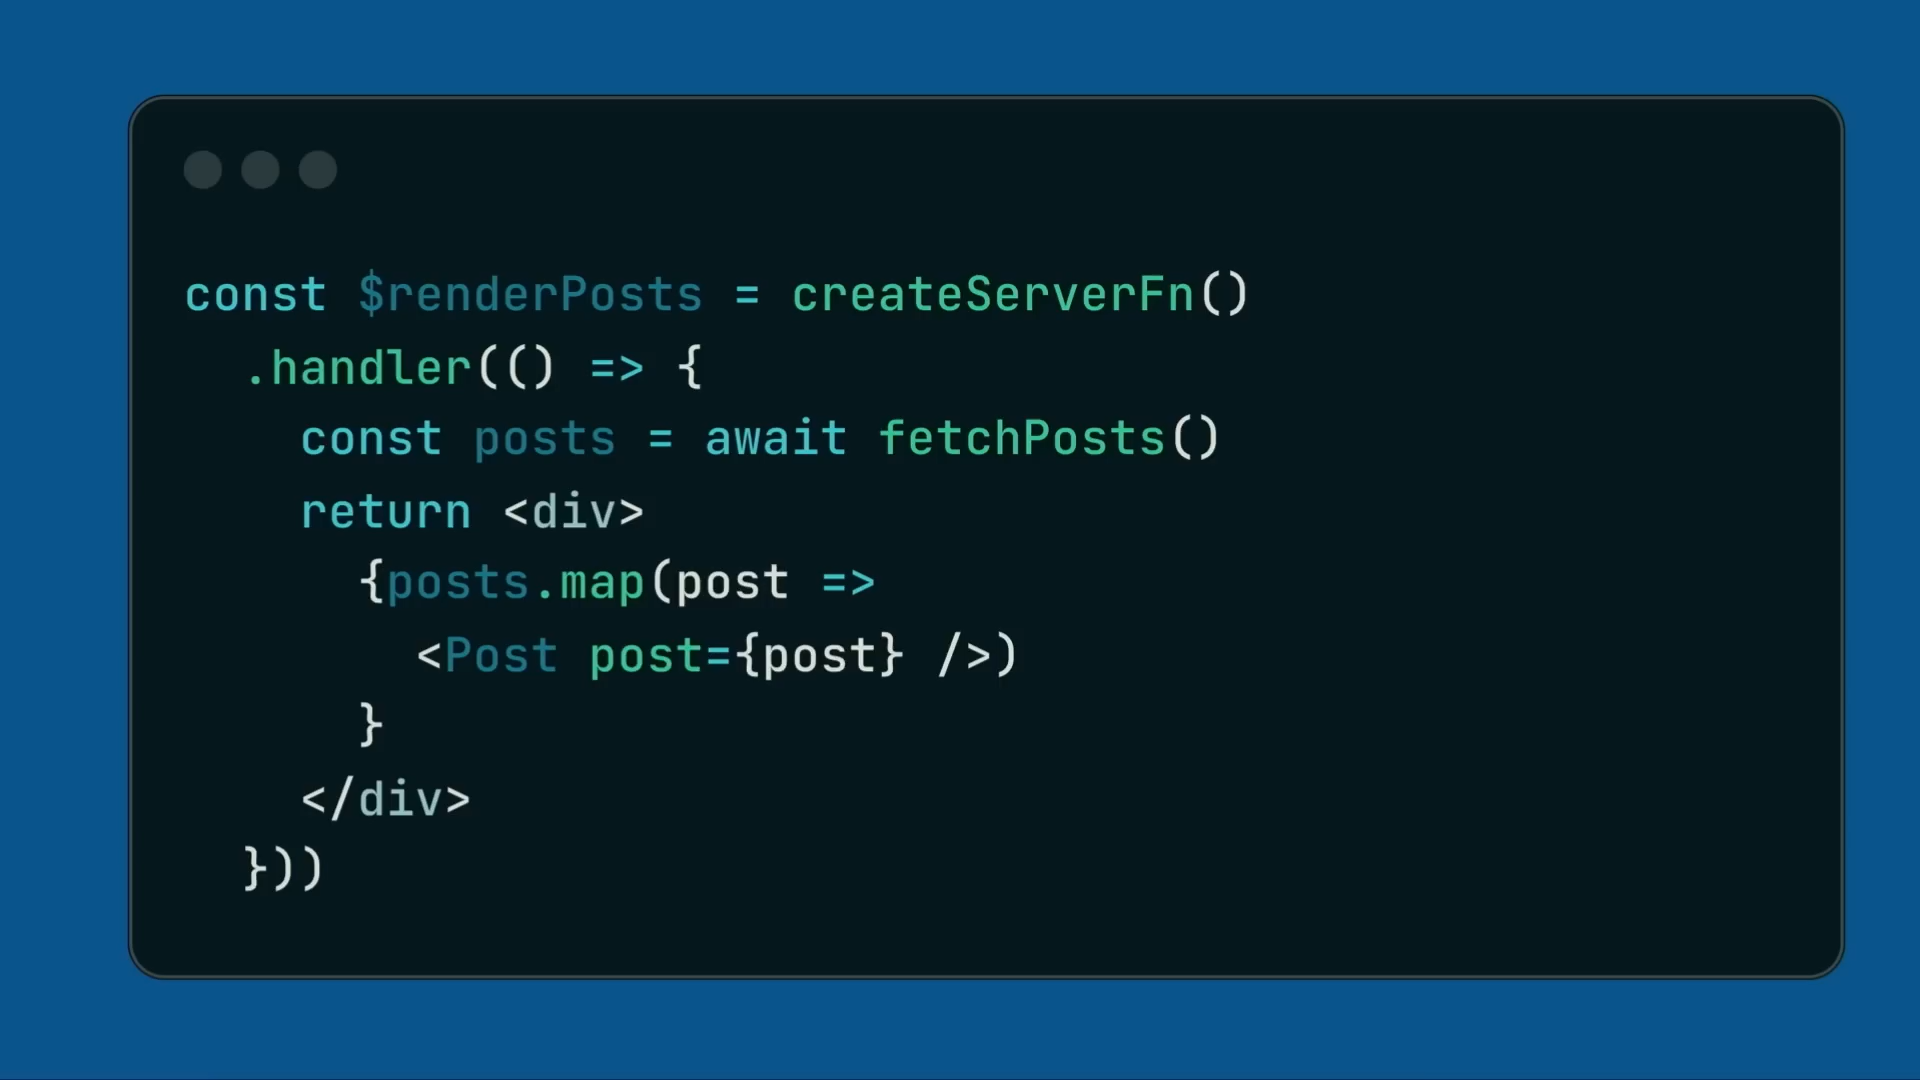 const $renderPosts = createServerFn()
.handler(() => {
const posts = await fetchPosts()
return <div>
{posts.map(post =>
<Post post={post} />)
}
</div>
}))